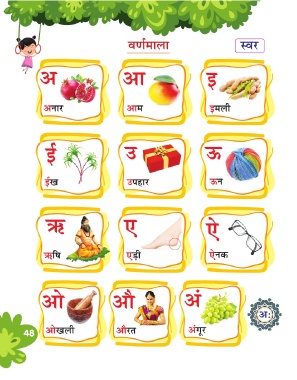 वर्णमाला
स्वर
अ आ इ
अनार आम इमली
ई उ ऊ
ईख उपहार ऊन
ऋ ए ऐ
ऋषि एड़ी ऐनक
ओ औ अं अः
ओखली औरत अंगूर
48